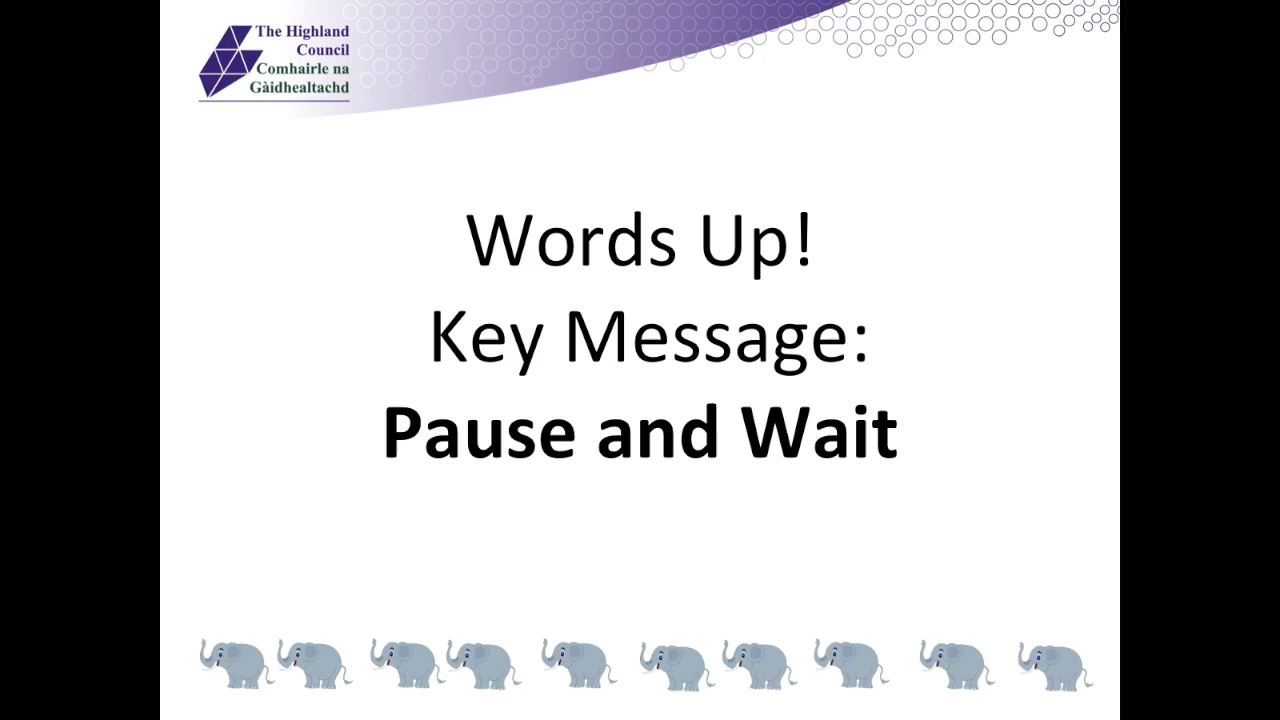 The Highland
Council
Comhairle na
Gàidhealtachd
Words Up!
Key Message:
Pause and Wait